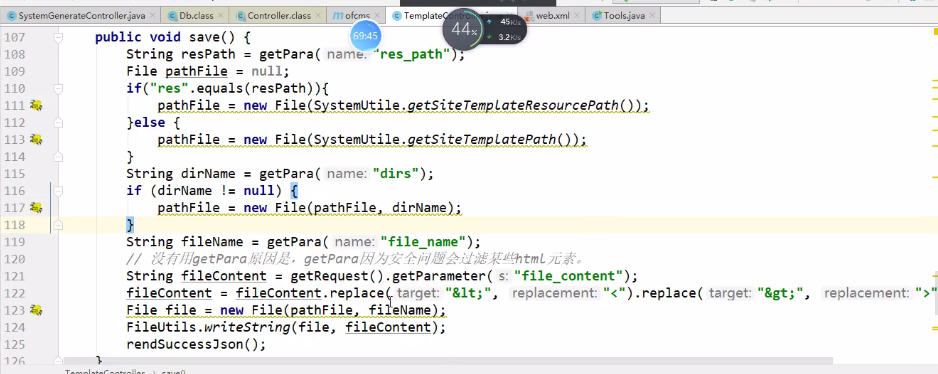 SystemGenerateController.java × Db.class × Controller.class × ofcms × web.xml × Tools.java ×
69:45
44%
45K/s
3.2K/s
107 public void save() {
108 String resPath = getPara( name: "res_path");
109 File pathFile = null;
110 if("res".equals(resPath)){
111 pathFile = new File(SystemUtile.getSiteTemplateResourcePath());
112 }else {
113 pathFile = new File(SystemUtile.getSiteTemplatePath());
114 }
115 String dirName = getPara( name: "dirs");
116 if (dirName != null) {
117 pathFile = new File(pathFile, dirName);
118 }
119 String fileName = getPara( name: "file_name");
120 // 没有用getPara原因是，getPara因为安全问题会过滤某些html元素。
121 String fileContent = getRequest().getParameter( s: "file_content");
122 fileContent = fileContent.replace( target: "&lt;", replacement: "<").replace( target: "&gt;", replacement: ">"
123 File file = new File(pathFile, fileName);
124 FileUtils.writeString(file, fileContent);
125 rendSuccessJson();
126 }
TemplateController › save()